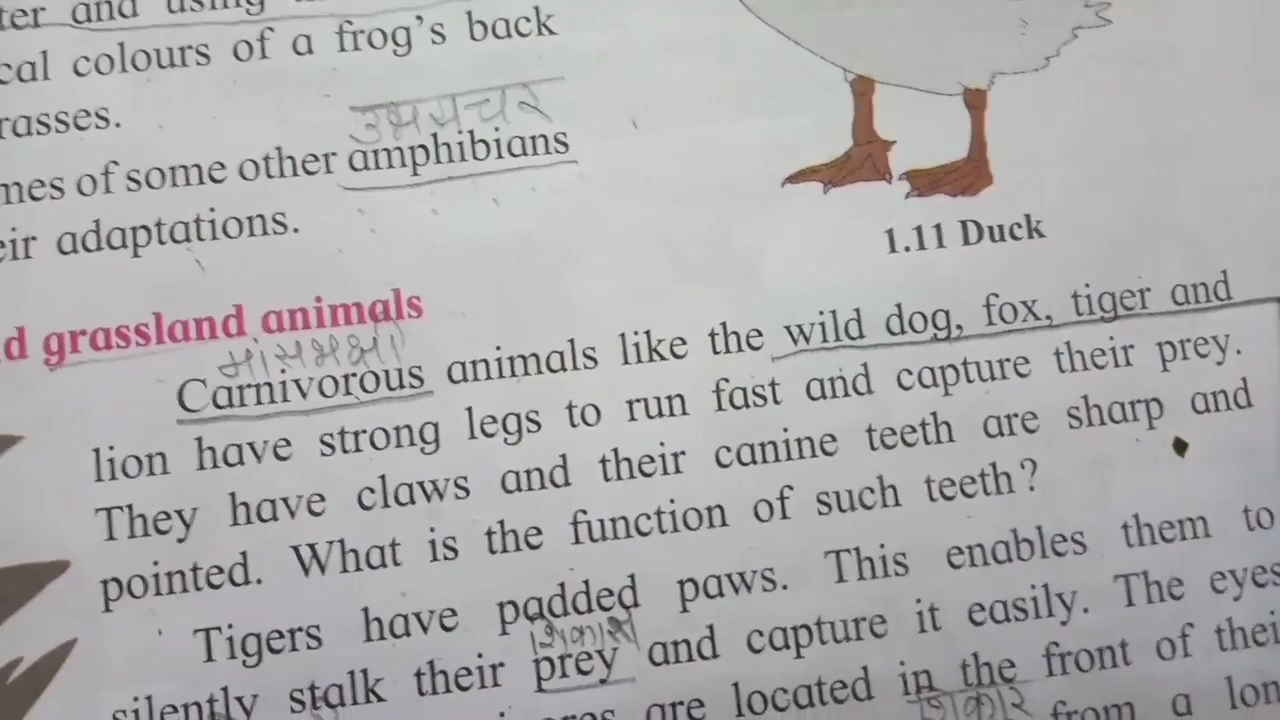 ter and using
cal colours of a frog's back
rasses.
उभयचर
mes of some other amphibians
eir adaptations.
1.11 Duck
d grassland animals
मांसभक्षी
Carnivorous animals like the wild dog, fox, tiger and
lion have strong legs to run fast and capture their prey.
They have claws and their canine teeth are sharp and
pointed. What is the function of such teeth?
Tigers have padded paws. This enables them to
silently stalk their prey and capture it easily. The eyes
are located in the front of thei
शिकार
from a lon